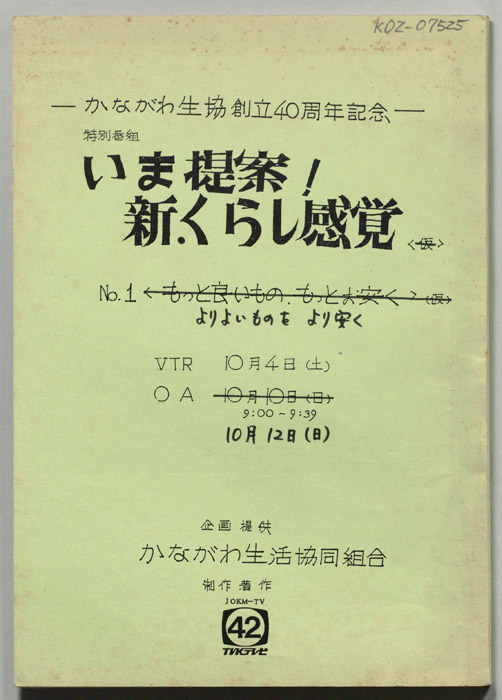 KOZ-07525
― かながわ生協創立40周年記念 ―
特別番組
いま提案!
新、くらし感覚 <仮>
No.1 <もっと良いもの、もっとお安く> (仮)
よりよいものを より安く
VTR 10月4日(土)
OA 10月10日(日)
9:00~9:39
10月12日(日)
企画提供
かながわ生活協同組合
制作著作
JOKM-TV
42
TVKテレビ